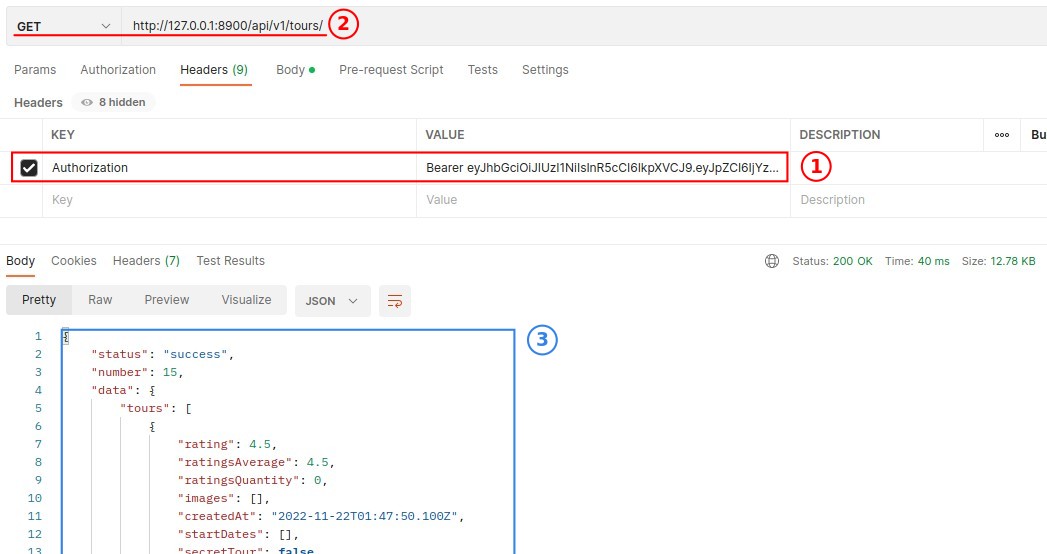 GET http://127.0.0.1:8900/api/v1/tours/ 2
Params Authorization Headers (9) Body Pre-request Script Tests Settings
Headers 8 hidden
KEY VALUE DESCRIPTION Bu
Authorization Bearer eyJhbGciOiJIUzI1NiIsInR5cCI6IkpXVCJ9.eyJpZCI6IjYz... 1
Key Value Description
Body Cookies Headers (7) Test Results Status: 200 OK Time: 40 ms Size: 12.78 KB
Pretty Raw Preview Visualize JSON
1 { 3
2 "status": "success",
3 "number": 15,
4 "data": {
5 "tours": [
6 {
7 "rating": 4.5,
8 "ratingsAverage": 4.5,
9 "ratingsQuantity": 0,
10 "images": [],
11 "createdAt": "2022-11-22T01:47:50.100Z",
12 "startDates": [],
13 "secretTour": false